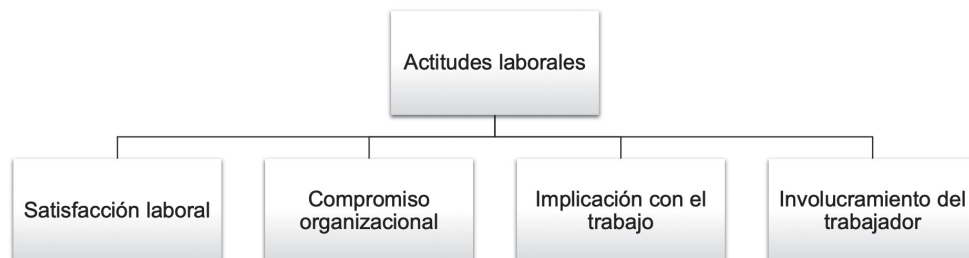 Actitudes laborales
Satisfacción laboral
Compromiso
organizacional
Implicación con el
trabajo
Involucramiento del
trabajador